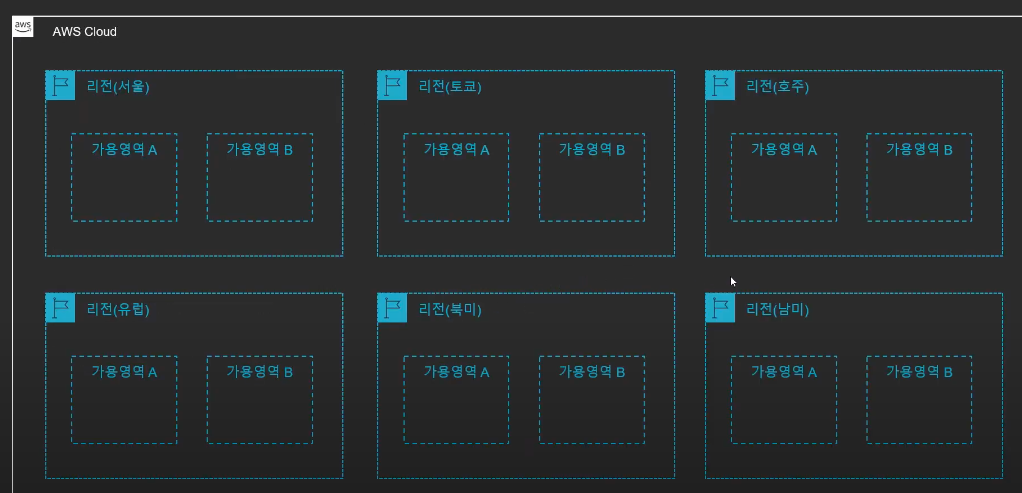 aws
AWS Cloud
리전(서울)
가용영역 A
가용영역 B
리전(토쿄)
가용영역 A
가용영역 B
리전(호주)
가용영역 A
가용영역 B
리전(유럽)
가용영역 A
가용영역 B
리전(북미)
가용영역 A
가용영역 B
리전(남미)
가용영역 A
가용영역 B